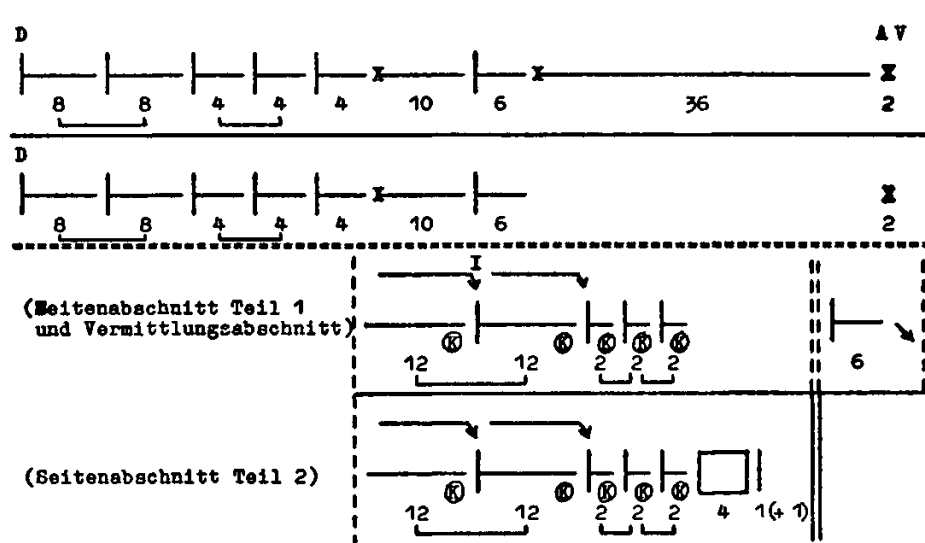 D A V
X X X
8 8 4 4 4 10 6 36 2
D
X X
8 8 4 4 4 10 6 2
I
(Seitenabschnitt Teil 1
und Vermittlungsabschnitt)
K K K K K
12 12 2 2 2 6
(Seitenabschnitt Teil 2)
K K K K K
12 12 2 2 2 4 1(+ 1)